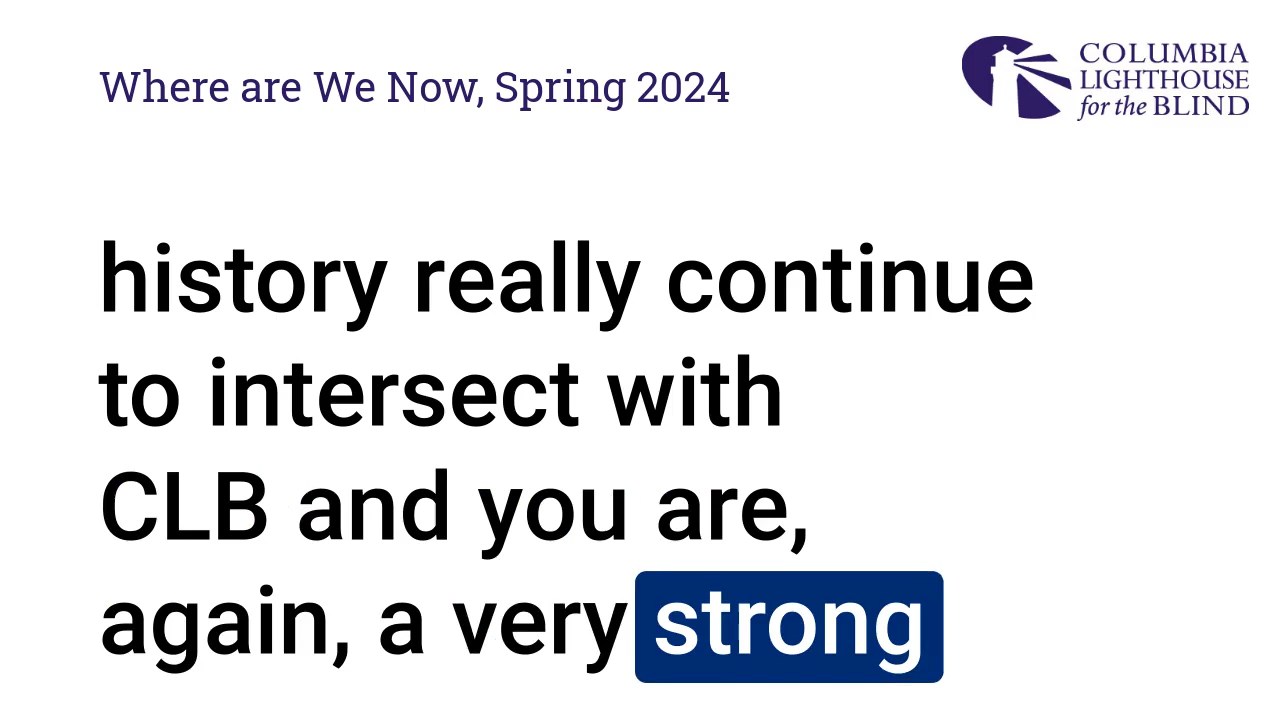 Where are We Now, Spring 2024
COLUMBIA
LIGHTHOUSE
for the BLIND
history really continue
to intersect with
CLB and you are,
again, a very strong